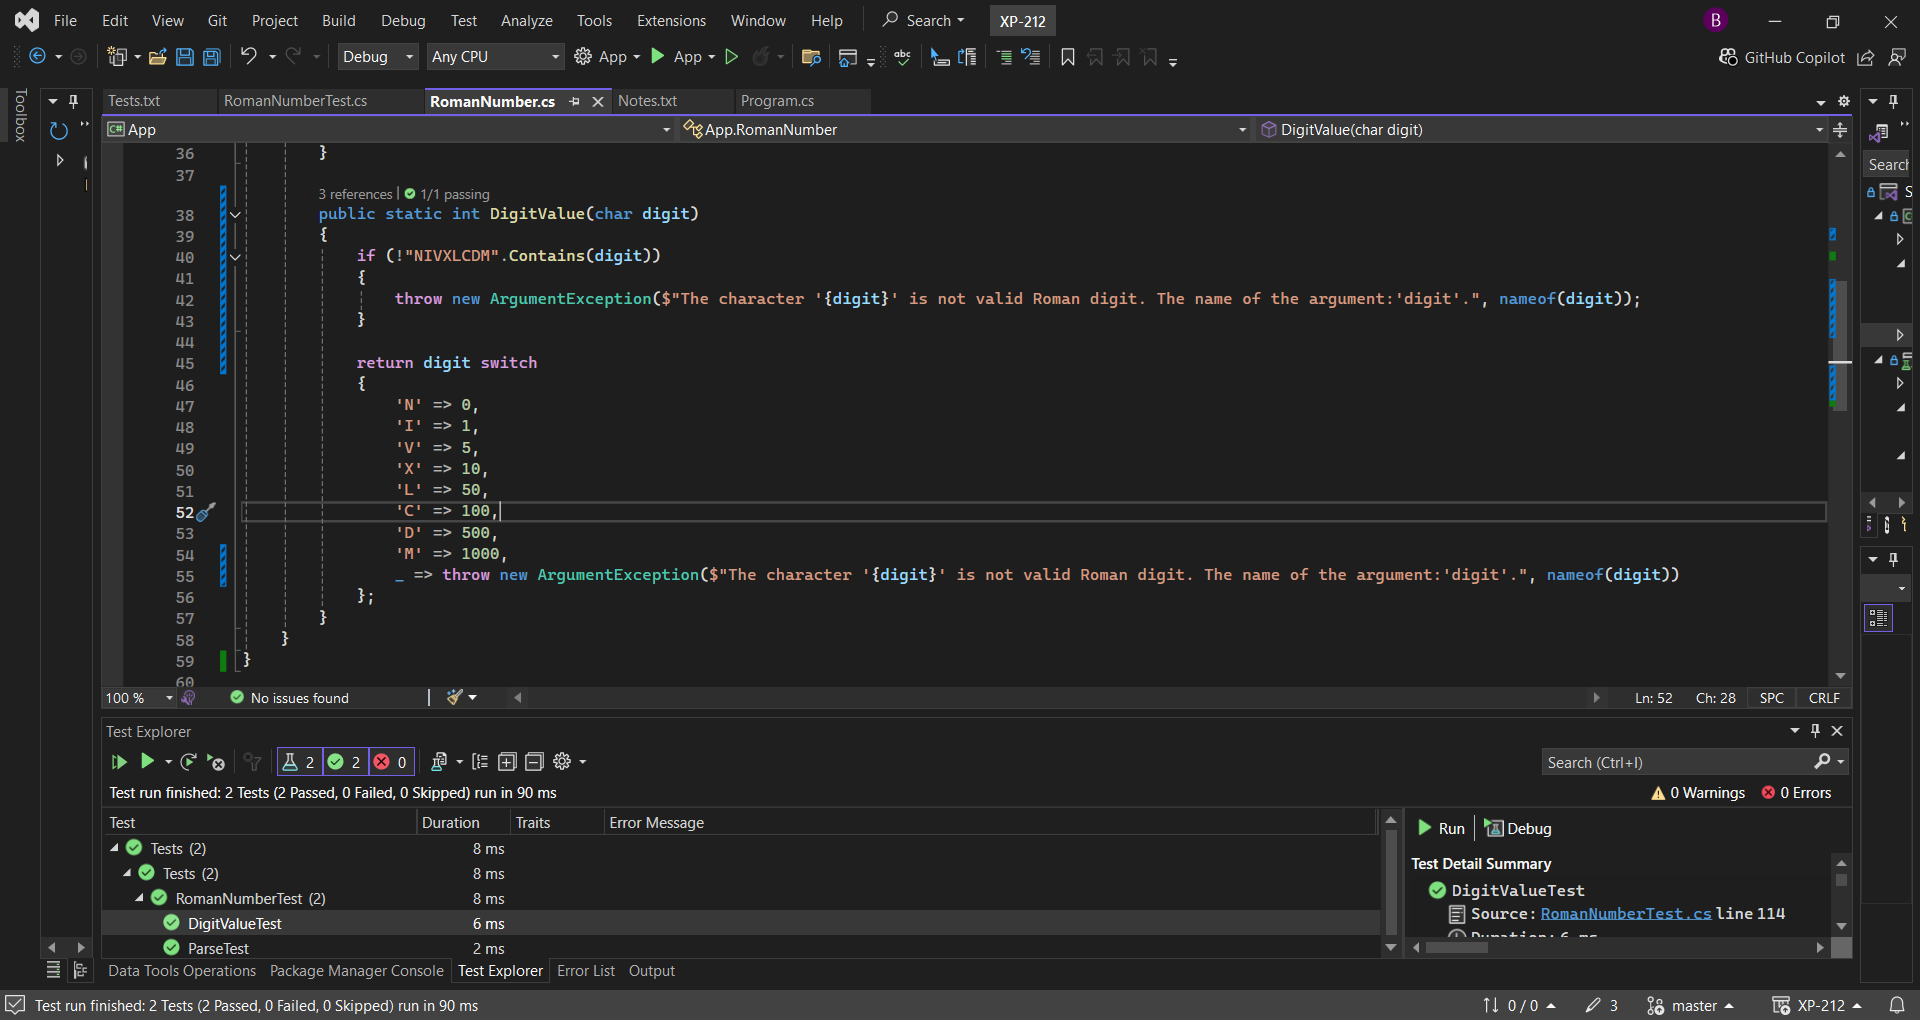 File Edit View Git Project Build Debug Test Analyze Tools Extensions Window Help Search XP-212 B
Debug Any CPU App App abc GitHub Copilot
Toolbox
Tests.txt RomanNumberTest.cs RomanNumber.cs Notes.txt Program.cs
C# App App.RomanNumber DigitValue(char digit)
Search
36 }
37
3 references | 1/1 passing
38 public static int DigitValue(char digit)
39 {
40 if (!"NIVXLCDM".Contains(digit))
41 {
42 throw new ArgumentException($"The character '{digit}' is not valid Roman digit. The name of the argument:'digit'.", nameof(digit));
43 }
44
45 return digit switch
46 {
47 'N' => 0,
48 'I' => 1,
49 'V' => 5,
50 'X' => 10,
51 'L' => 50,
52 'C' => 100,
53 'D' => 500,
54 'M' => 1000,
55 _ => throw new ArgumentException($"The character '{digit}' is not valid Roman digit. The name of the argument:'digit'.", nameof(digit))
56 };
57 }
58 }
59 }
60
100 % No issues found Ln: 52 Ch: 28 SPC CRLF
Test Explorer
2 2 0 Search (Ctrl+I)
Test run finished: 2 Tests (2 Passed, 0 Failed, 0 Skipped) run in 90 ms 0 Warnings 0 Errors
Test Duration Traits Error Message
Run Debug
Tests (2) 8 ms
Tests (2) 8 ms
RomanNumberTest (2) 8 ms
DigitValueTest 6 ms
ParseTest 2 ms
Test Detail Summary
DigitValueTest
Source: RomanNumberTest.cs line 114
Duration: 6 ms
Data Tools Operations Package Manager Console Test Explorer Error List Output
Test run finished: 2 Tests (2 Passed, 0 Failed, 0 Skipped) run in 90 ms 0 / 0 3 master XP-212